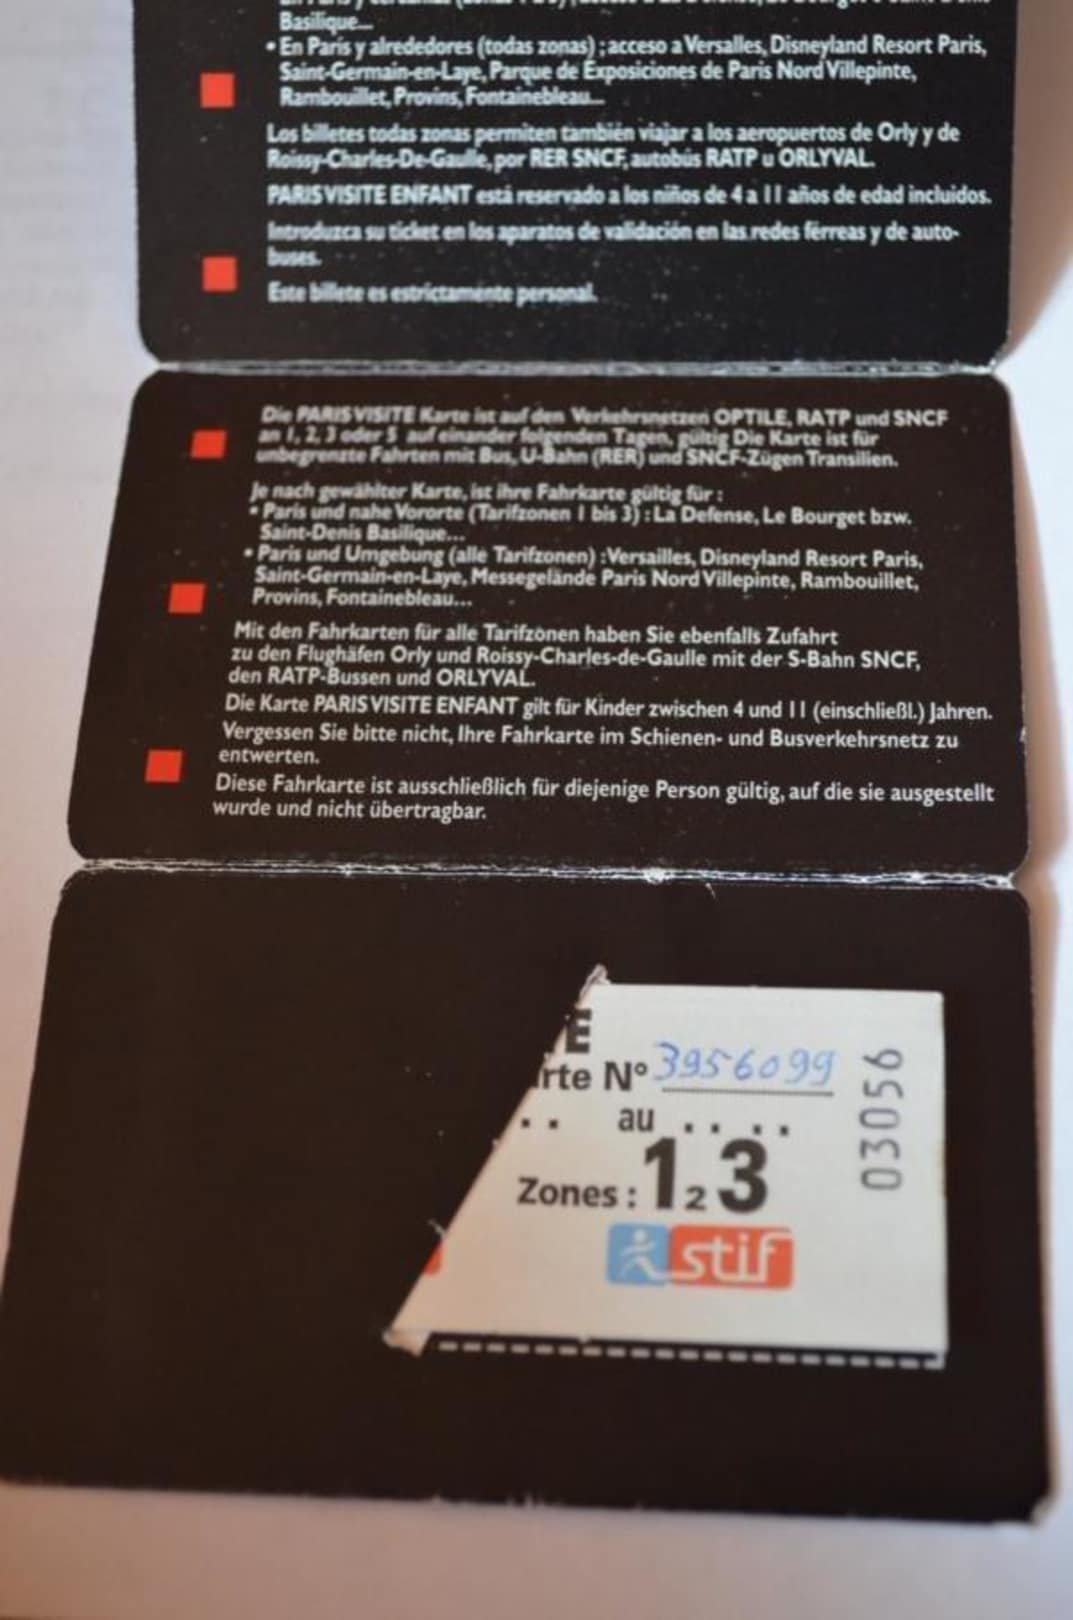 Basilique...
• En París y alrededores (todas zonas) ; acceso a Versalles, Disneyland Resort Paris,
Saint-Germain-en-Laye, Parque de Exposiciones de Paris Nord Villepinte,
Rambouillet, Provins, Fontainebleau...
Los billetes todas zonas permiten también viajar a los aeropuertos de Orly y de
Roissy-Charles-De-Gaulle, por RER SNCF, autobús RATP u ORLYVAL.
PARIS VISITE ENFANT está reservado a los niños de 4 a 11 años de edad incluidos.
Introduzca su ticket en los aparatos de validación en las redes férreas y de auto-
buses.
Este billete es estrictamente personal.
Die PARIS VISITE Karte ist auf den Verkehrsnetzen OPTILE, RATP und SNCF
an 1, 2, 3 oder 5 auf einander folgenden Tagen, gültig Die Karte ist für
unbegrenzte Fahrten mit Bus, U-Bahn (RER) und SNCF-Zügen Transilien.
Je nach gewählter Karte, ist ihre Fahrkarte gültig für :
• Paris und nahe Vororte (Tarifzonen 1 bis 3) : La Defense, Le Bourget bzw.
Saint-Denis Basilique...
• Paris und Umgebung (alle Tarifzonen) : Versailles, Disneyland Resort Paris,
Saint-Germain-en-Laye, Messegelände Paris Nord Villepinte, Rambouillet,
Provins, Fontainebleau...
Mit den Fahrkarten für alle Tarifzonen haben Sie ebenfalls Zufahrt
zu den Flughäfen Orly und Roissy-Charles-de-Gaulle mit der S-Bahn SNCF,
den RATP-Bussen und ORLYVAL.
Die Karte PARIS VISITE ENFANT gilt für Kinder zwischen 4 und 11 (einschließl.) Jahren.
Vergessen Sie bitte nicht, Ihre Fahrkarte im Schienen- und Busverkehrsnetz zu
entwerten.
Diese Fahrkarte ist ausschließlich für diejenige Person gültig, auf die sie ausgestellt
wurde und nicht übertragbar.
E
rte N° 3956099
. . au . . . .
Zones : 1 2 3
stif
03056